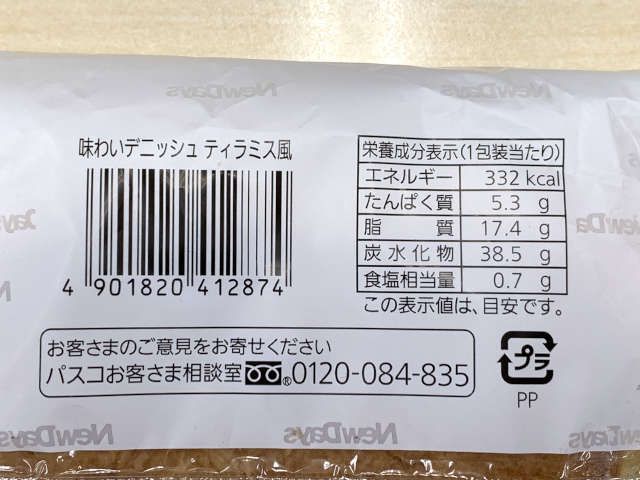 NewDays
NewDays
味わいデニッシュ ティラミス風
4 901820 412874
栄養成分表示(1包装当たり)
エネルギー 332 kcal
たんぱく質 5.3 g
脂質 17.4 g
炭水化物 38.5 g
食塩相当量 0.7 g
この表示値は、目安です。
お客さまのご意見をお寄せください
パスコお客さま相談室 ® 0120-084-835
プラ
PP
NewDays
NewDays
NewDays